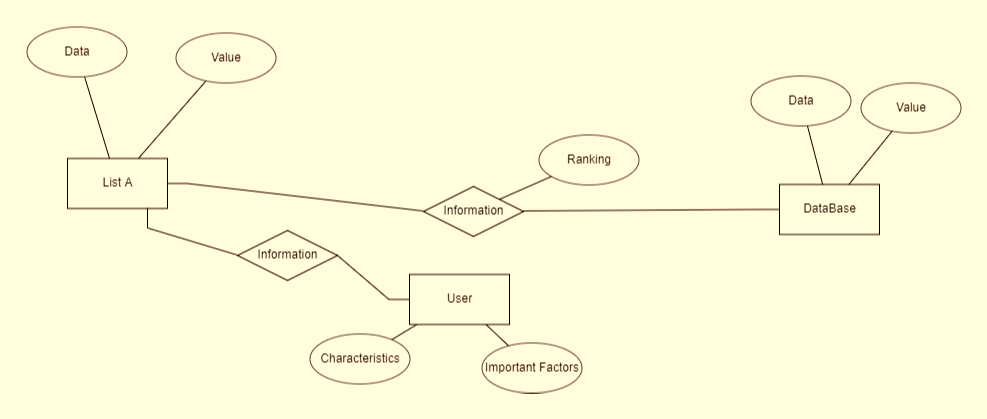 Data
Value
Data
Value
Ranking
List A
Information
DataBase
Information
User
Characteristics
Important Factors